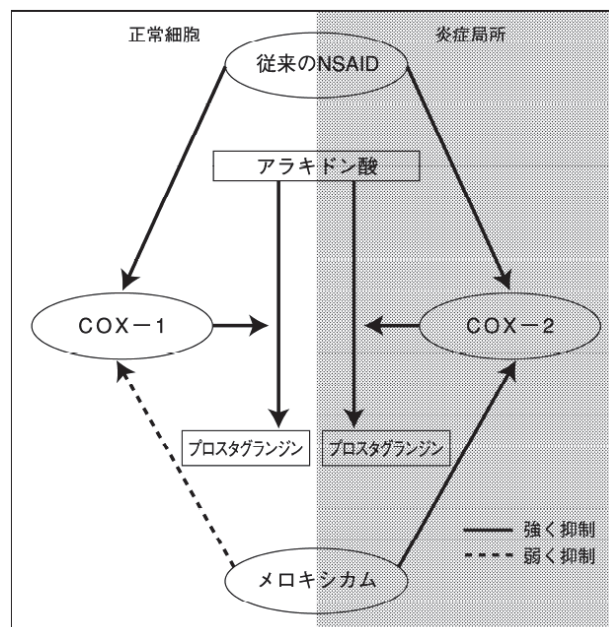 正常細胞
炎症局所
従来のNSAID
アラキドン酸
COX－1
COX－2
プロスタグランジン
プロスタグランジン
強く抑制
弱く抑制
メロキシカム